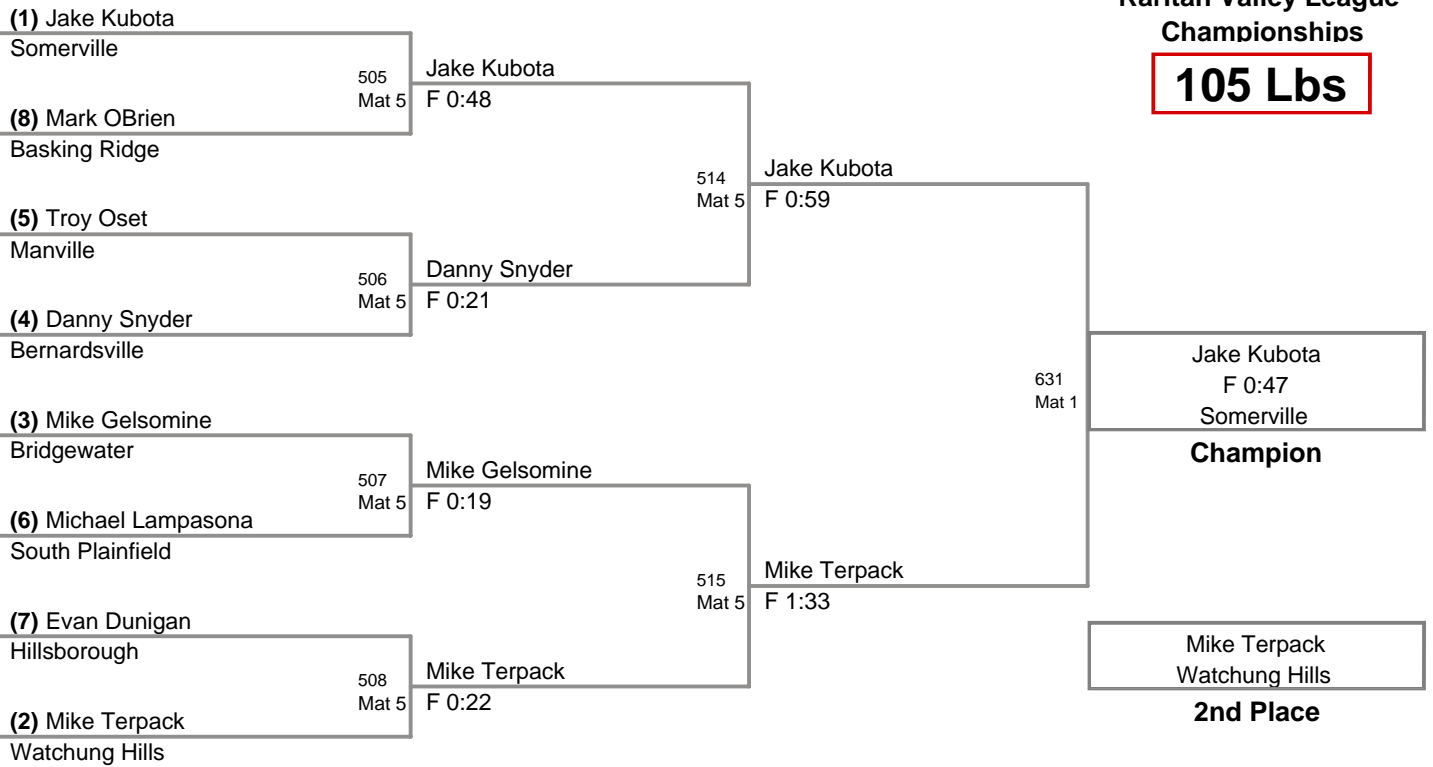 Raritan Valley League
Championships
105 Lbs
(1) Jake Kubota
Somerville
505
Mat 5
Jake Kubota
F 0:48
(8) Mark OBrien
Basking Ridge
514
Mat 5
Jake Kubota
F 0:59
(5) Troy Oset
Manville
506
Mat 5
Danny Snyder
F 0:21
(4) Danny Snyder
Bernardsville
631
Mat 1
Jake Kubota
F 0:47
Somerville
Champion
(3) Mike Gelsomine
Bridgewater
507
Mat 5
Mike Gelsomine
F 0:19
(6) Michael Lampasona
South Plainfield
515
Mat 5
Mike Terpack
F 1:33
(7) Evan Dunigan
Hillsborough
508
Mat 5
Mike Terpack
F 0:22
(2) Mike Terpack
Watchung Hills
Mike Terpack
Watchung Hills
2nd Place